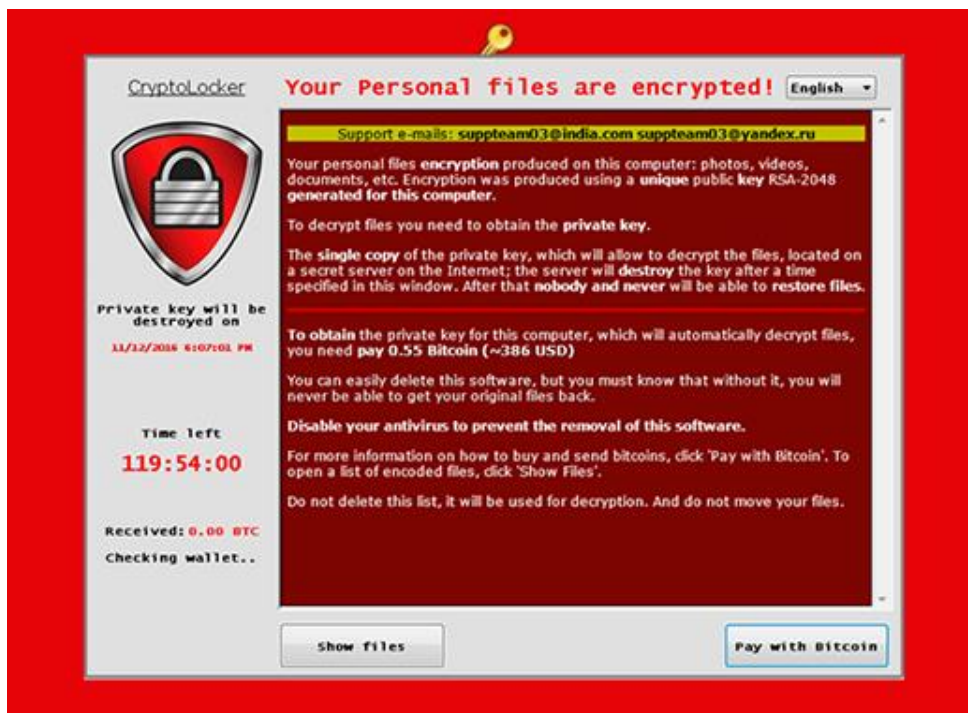 CryptoLocker
Your Personal files are encrypted!
English
Private key will be
destroyed on
11/12/2016 6:07:01 PM
Time left
119:54:00
Received: 0.00 BTC
Checking wallet..
Support e-mails: suppteam03@india.com suppteam03@yandex.ru
Your personal files encryption produced on this computer: photos, videos,
documents, etc. Encryption was produced using a unique public key RSA-2048
generated for this computer.
To decrypt files you need to obtain the private key.
The single copy of the private key, which will allow to decrypt the files, located on
a secret server on the Internet; the server will destroy the key after a time
specified in this window. After that nobody and never will be able to restore files.
To obtain the private key for this computer, which will automatically decrypt files,
you need pay 0.55 Bitcoin (~386 USD)
You can easily delete this software, but you must know that without it, you will
never be able to get your original files back.
Disable your antivirus to prevent the removal of this software.
For more information on how to buy and send bitcoins, click 'Pay with Bitcoin'. To
open a list of encoded files, click 'Show Files'.
Do not delete this list, it will be used for decryption. And do not move your files.
Show files
Pay with Bitcoin